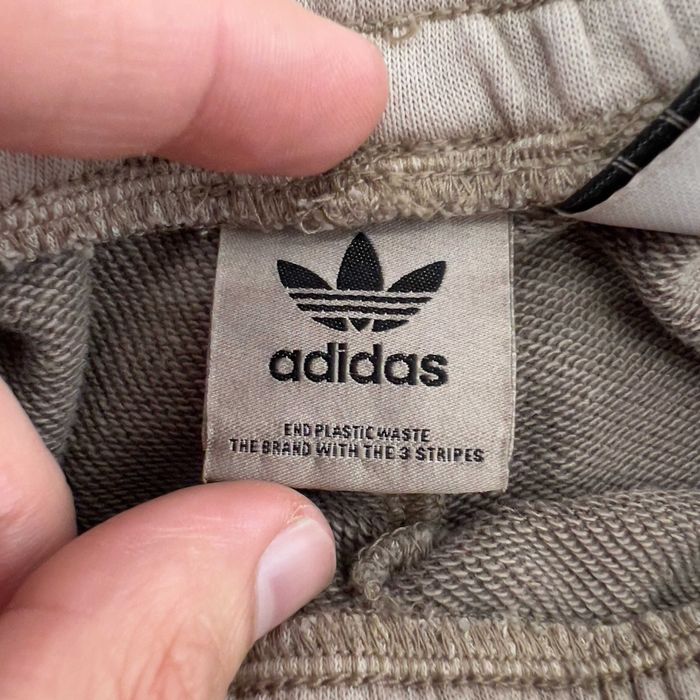 adidas
END PLASTIC WASTE
THE BRAND WITH THE 3 STRIPES